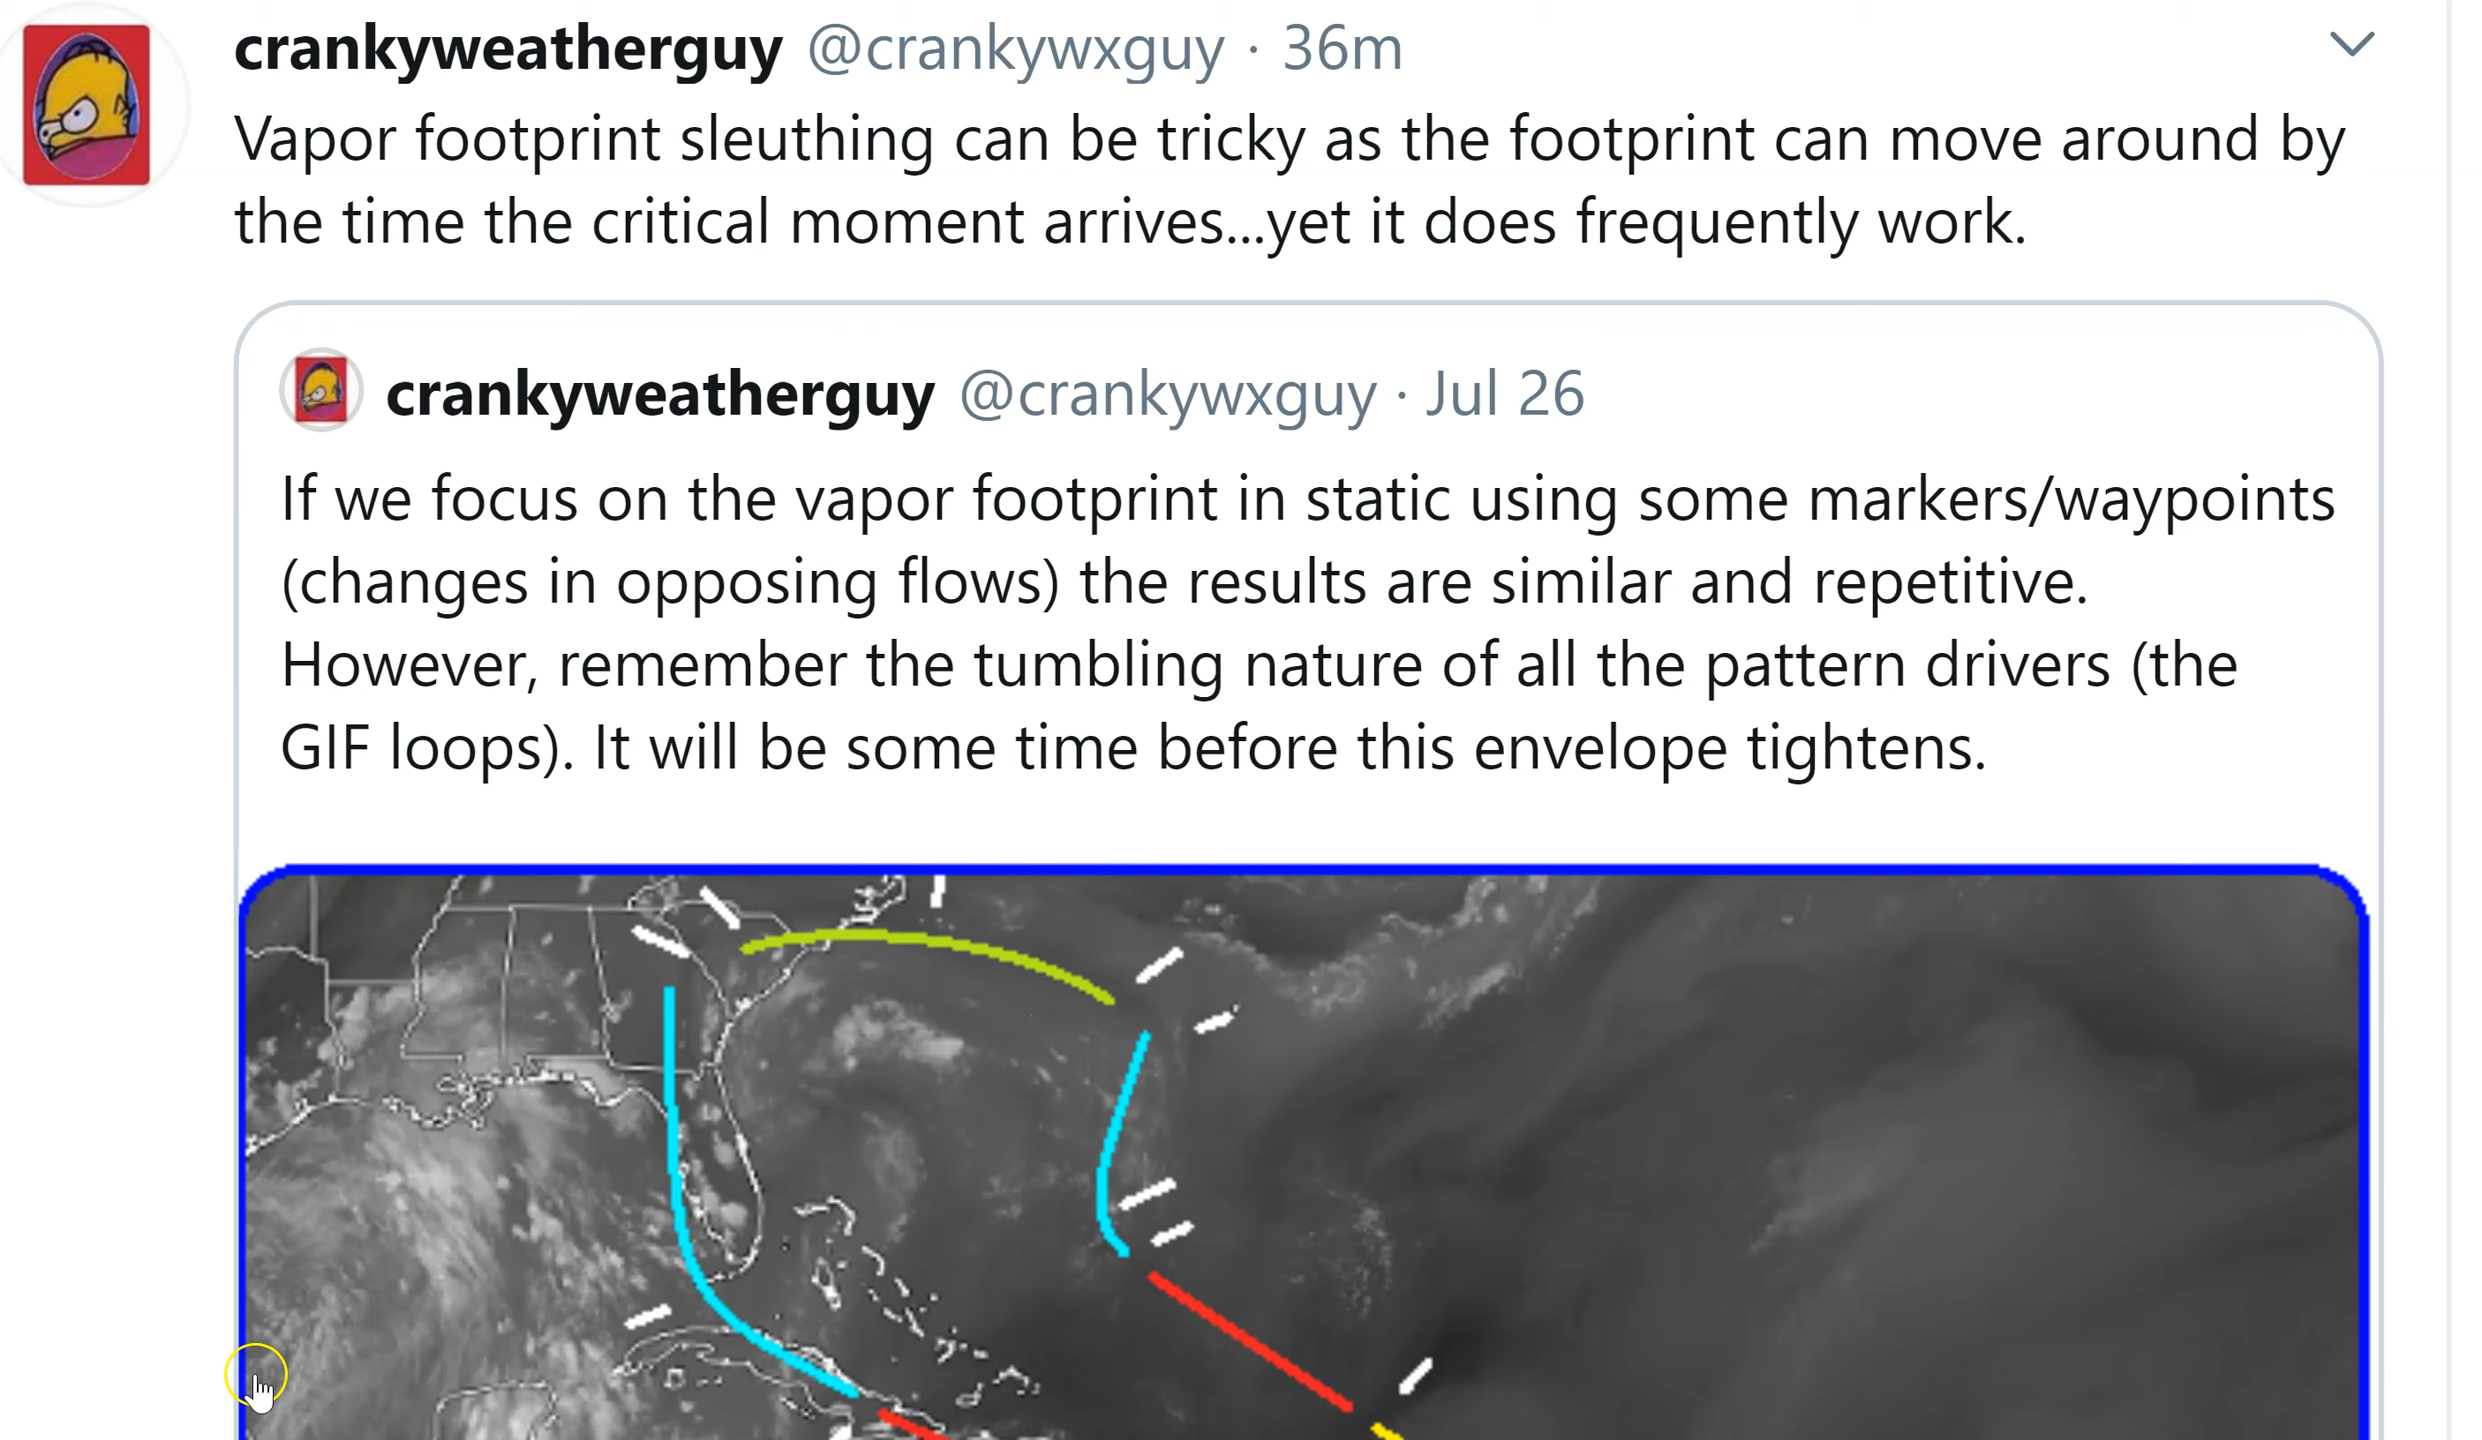 crankyweatherguy @crankywxguy · 36m
Vapor footprint sleuthing can be tricky as the footprint can move around by
the time the critical moment arrives...yet it does frequently work.
crankyweatherguy @crankywxguy · Jul 26
If we focus on the vapor footprint in static using some markers/waypoints
(changes in opposing flows) the results are similar and repetitive.
However, remember the tumbling nature of all the pattern drivers (the
GIF loops). It will be some time before this envelope tightens.